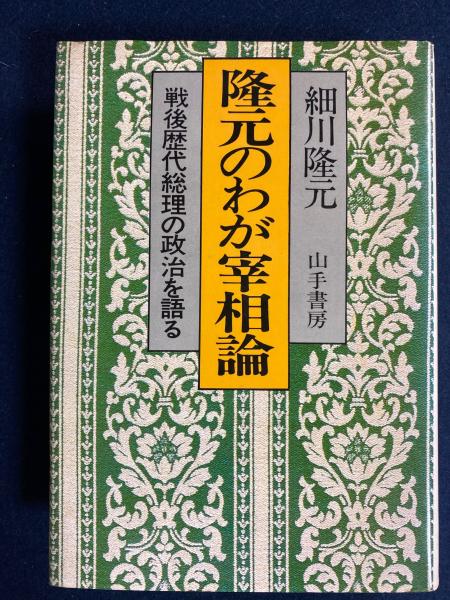 細川隆元
山手書房
隆元のわが宰相論
戦後歴代総理の政治を語る